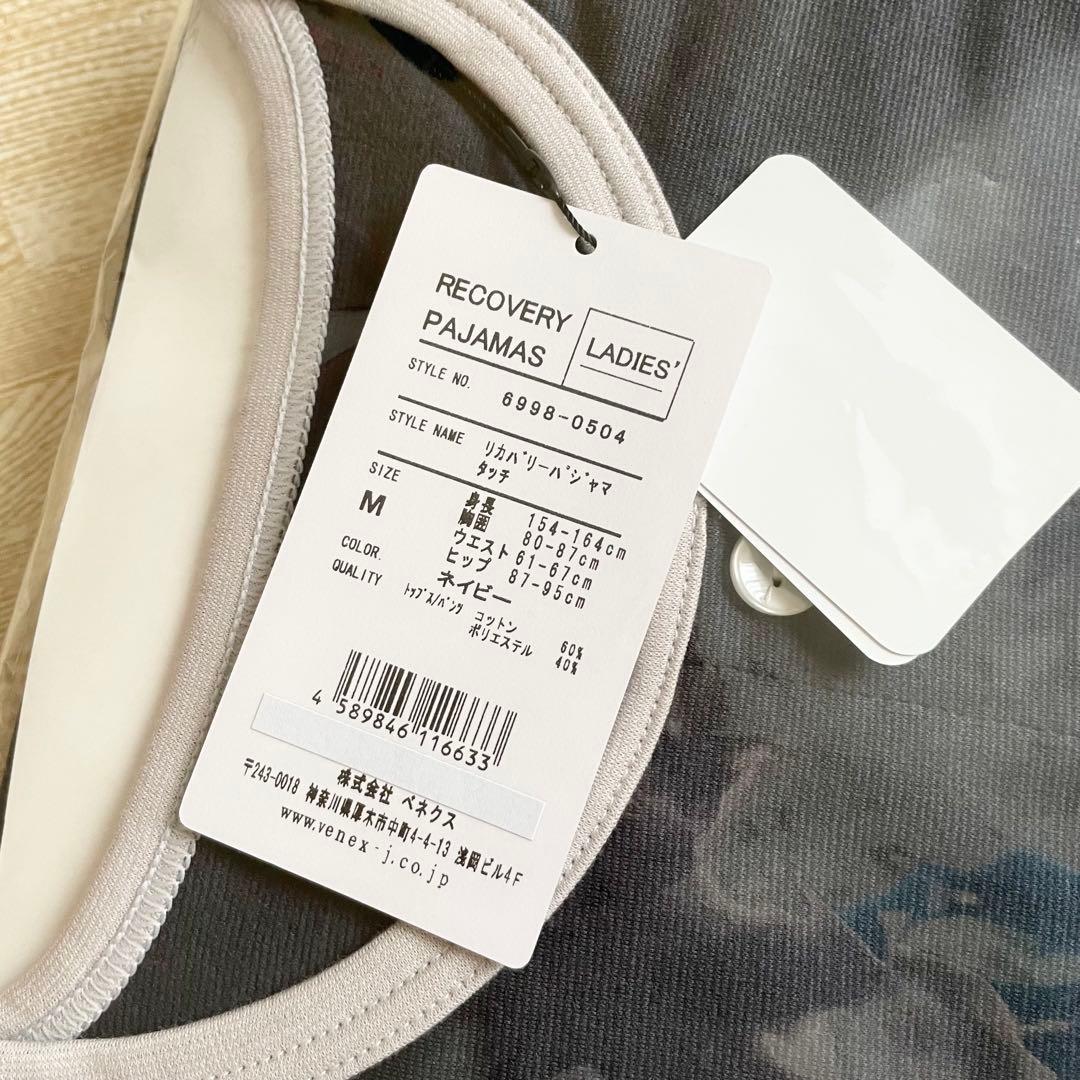 RECOVERY
PAJAMAS
LADIES'
STYLE NO. 6998-0504
STYLE NAME リカバリーパジャマ
タッチ
SIZE
M
身長 154-164cm
胸囲 80-87cm
ウエスト 61-67cm
ヒップ 87-95cm
COLOR. ネイビー
QUALITY トップス/パンツ コットン 60%
ポリエステル 40%
4 589846 116633
株式会社 ベネクス
〒243-0018 神奈川県厚木市中町4-4-13 浅岡ビル4F
www.venex-j.co.jp